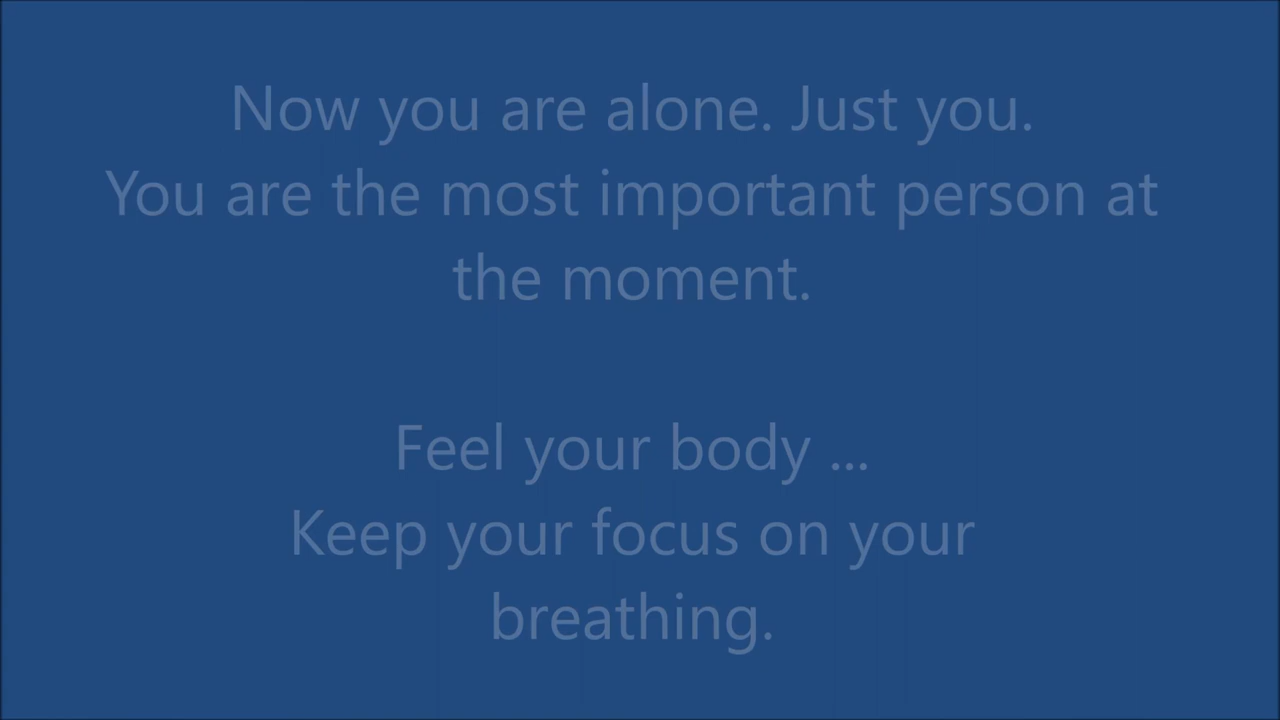 Now you are alone. Just you.
You are the most important person at
the moment.
Feel your body ...
Keep your focus on your
breathing.